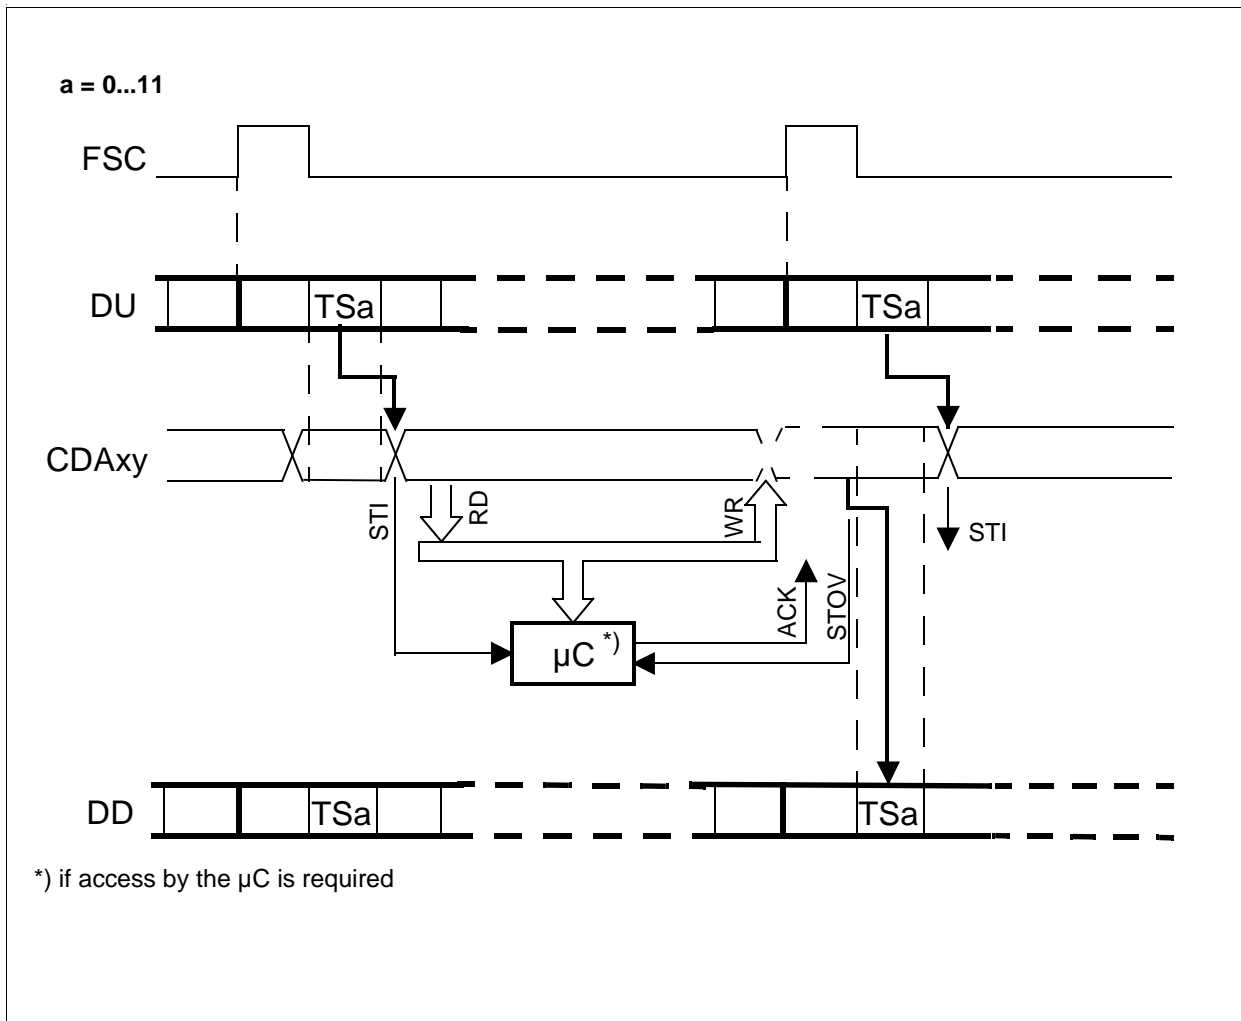 a = 0...11
FSC
DU
TSa
TSa
CDAxy
STI
RD
WR
ACK
STOV
STI
µC *)
DD
TSa
TSa
*) if access by the µC is required